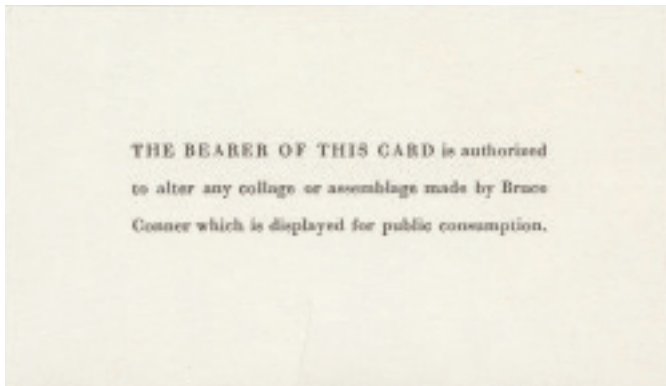 THE BEARER OF THIS CARD is authorized
to alter any collage or assemblage made by Bruce
Conner which is displayed for public consumption.